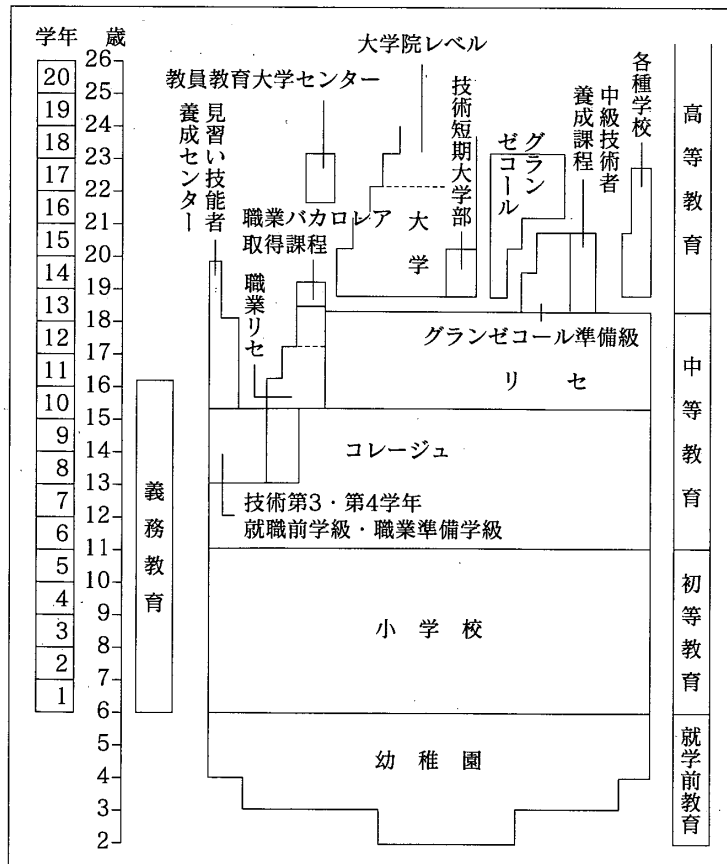 学年 歳
20
19
18
17
16
15
14
13
12
11
10
9
8
7
6
5
4
3
2
1
26
25
24
23
22
21
20
19
18
17
16
15
14
13
12
11
10
9
8
7
6
5
4
3
2
義務教育
大学院レベル
教員教育大学センター
見習い技能者
養成センター
職業バカロレア
取得課程
職業リセ
大学
技術短期大学部
グラン
ゼコール
中級技術者
養成課程
各種学校
グランゼコール準備級
リセ
コレージュ
技術第3・第4学年
就職前学級・職業準備学級
小学校
幼稚園
高等教育
中等教育
初等教育
就学前教育